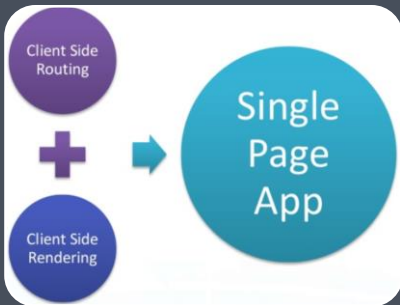 Client Side
Routing
Client Side
Rendering
Single
Page
App